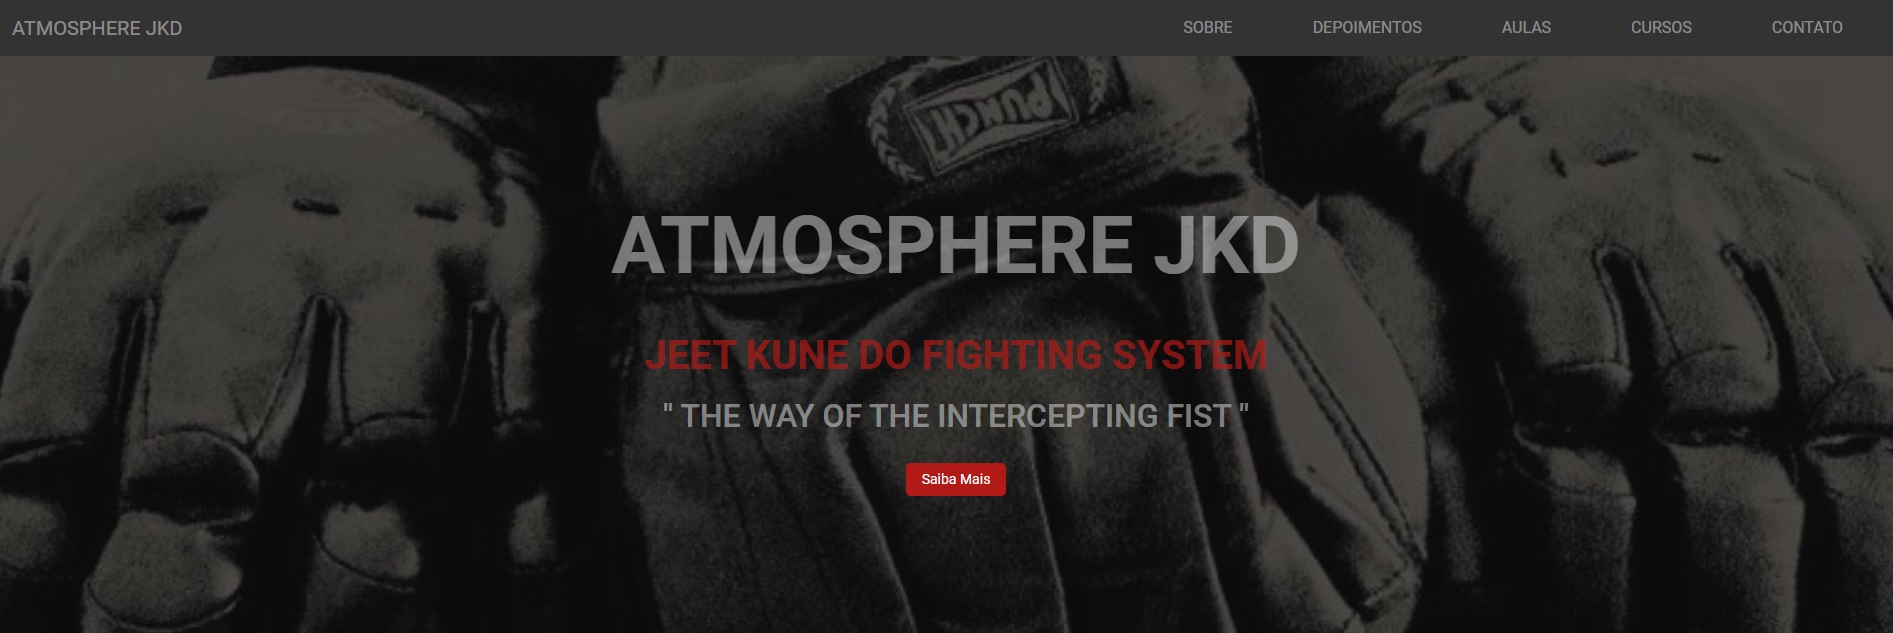 ATMOSPHERE JKD
SOBRE
DEPOIMENTOS
AULAS
CURSOS
CONTATO
PUNCH
ATMOSPHERE JKD
JEET KUNE DO FIGHTING SYSTEM
" THE WAY OF THE INTERCEPTING FIST "
Saiba Mais